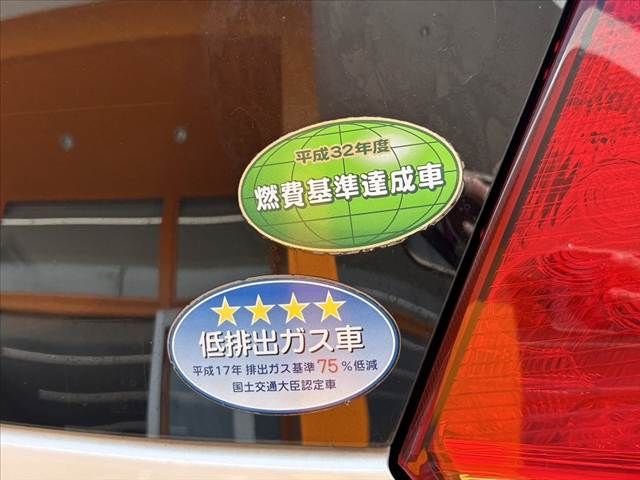 平成32年度
燃費基準達成車
低排出ガス車
平成17年 排出ガス基準 75 %低減
国土交通大臣認定車